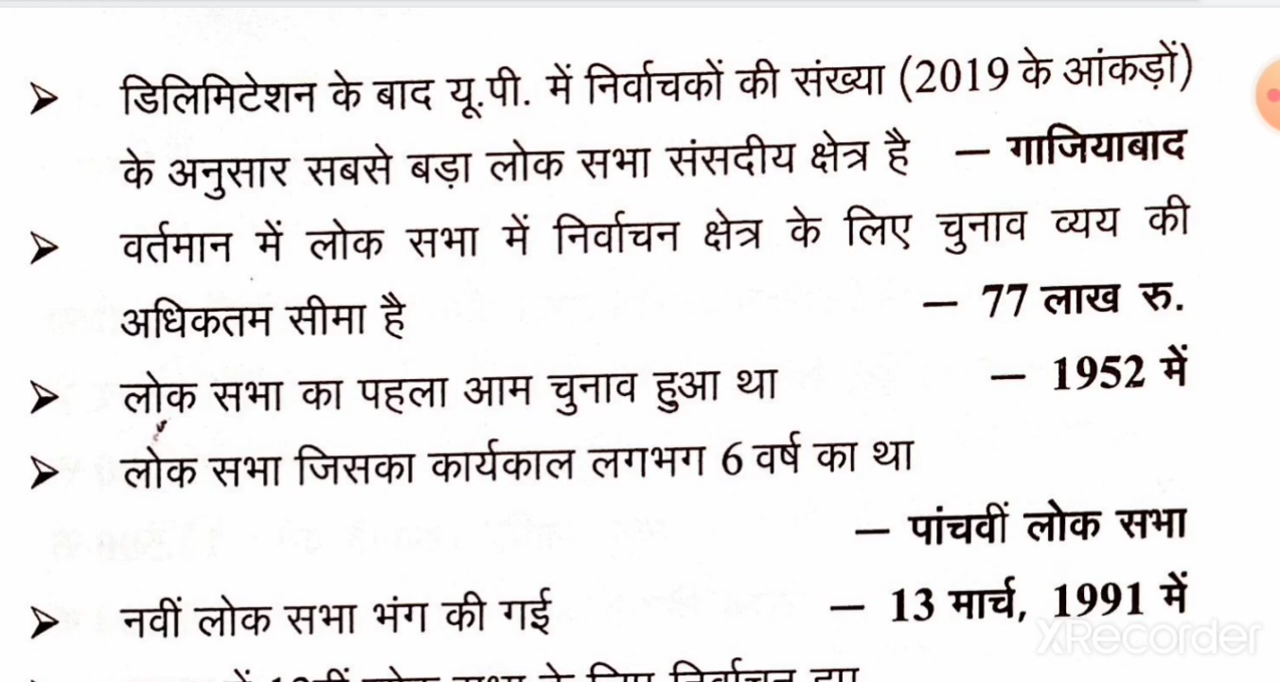 ➤ डिलिमिटेशन के बाद यू.पी. में निर्वाचकों की संख्या (2019 के आंकड़ों)
के अनुसार सबसे बड़ा लोक सभा संसदीय क्षेत्र है – गाजियाबाद
➤ वर्तमान में लोक सभा में निर्वाचन क्षेत्र के लिए चुनाव व्यय की
अधिकतम सीमा है – 77 लाख रु.
➤ लोक सभा का पहला आम चुनाव हुआ था – 1952 में
➤ लोक सभा जिसका कार्यकाल लगभग 6 वर्ष का था
– पांचवीं लोक सभा
➤ नवीं लोक सभा भंग की गई – 13 मार्च, 1991 में
XRecorder